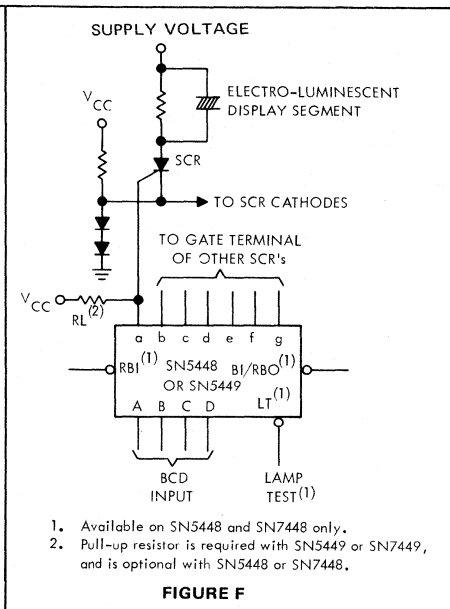 SUPPLY VOLTAGE
ELECTRO-LUMINESCENT
DISPLAY SEGMENT
VCC
SCR
TO SCR CATHODES
TO GATE TERMINAL
OF OTHER SCR's
VCC
RL(2)
a b c d e f g
RBI(1)
SN5448
OR SN5449
BI/RBO(1)
LT(1)
A B C D
BCD
INPUT
LAMP
TEST(1)
1. Available on SN5448 and SN7448 only.
2. Pull-up resistor is required with SN5449 or SN7449,
and is optional with SN5448 or SN7448.
FIGURE F